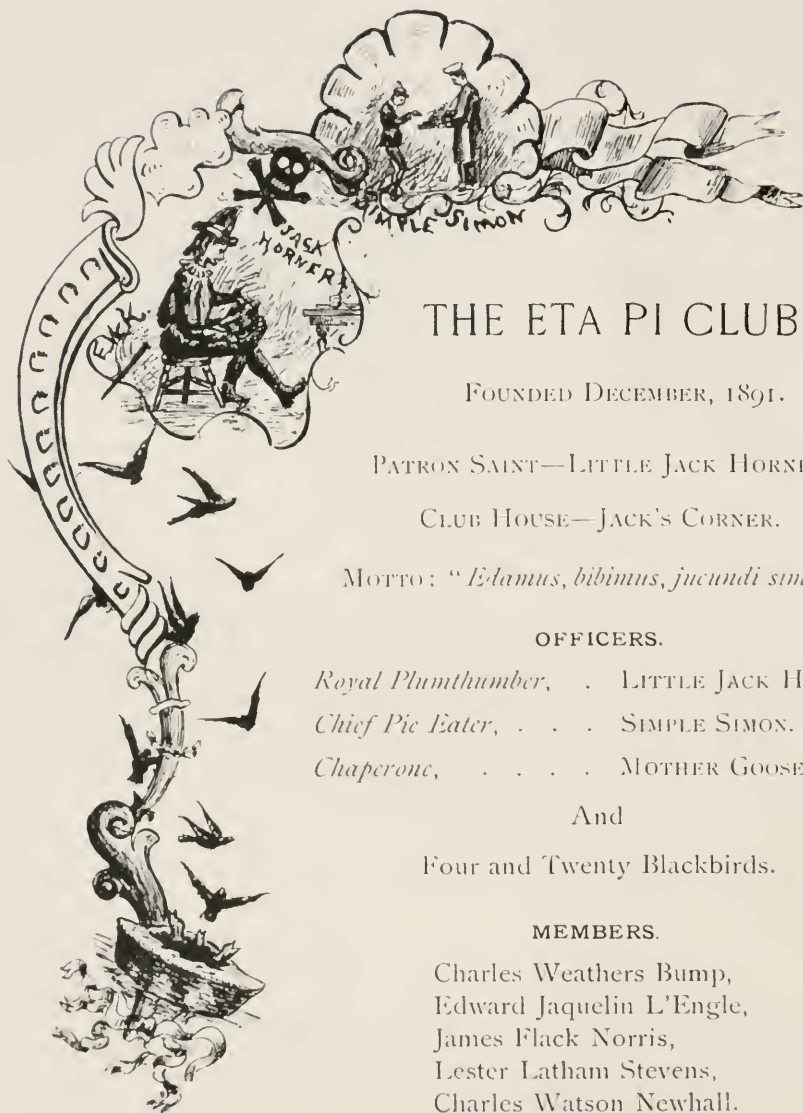 SIMPLE SIMON
JACK
HORNER
THE ETA PI CLUB
FOUNDED DECEMBER, 1891.
PATRON SAINT—LITTLE JACK HORNE
CLUB HOUSE—JACK'S CORNER.
MOTTO: "Edamus, bibimus, jucundi sim
OFFICERS.
Royal Plumthumber, . LITTLE JACK H
Chief Pie Eater, . . . SIMPLE SIMON.
Chaperone, . . . . MOTHER GOOSE
And
Four and Twenty Blackbirds.
MEMBERS.
Charles Weathers Bump,
Edward Jaquelin L'Engle,
James Flack Norris,
Lester Latham Stevens,
Charles Watson Newhall.